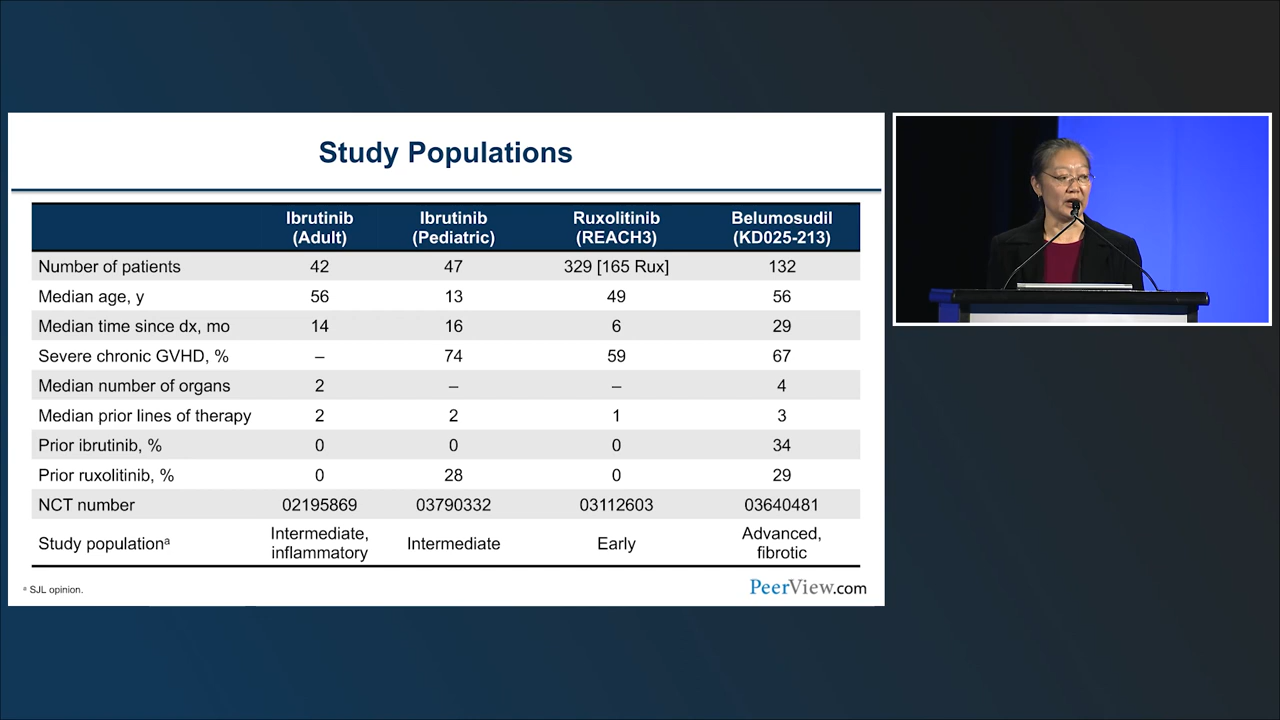 Study Populations
Ibrutinib (Adult) Ibrutinib (Pediatric) Ruxolitinib (REACH3) Belumosudil (KD025-213)
Number of patients 42 47 329 [165 Rux] 132
Median age, y 56 13 49 56
Median time since dx, mo 14 16 6 29
Severe chronic GVHD, % – 74 59 67
Median number of organs 2 – – 4
Median prior lines of therapy 2 2 1 3
Prior ibrutinib, % 0 0 0 34
Prior ruxolitinib, % 0 28 0 29
NCT number 02195869 03790332 03112603 03640481
Study populationᵃ Intermediate, inflammatory Intermediate Early Advanced, fibrotic
ᵃ SJL opinion.
PeerView.com